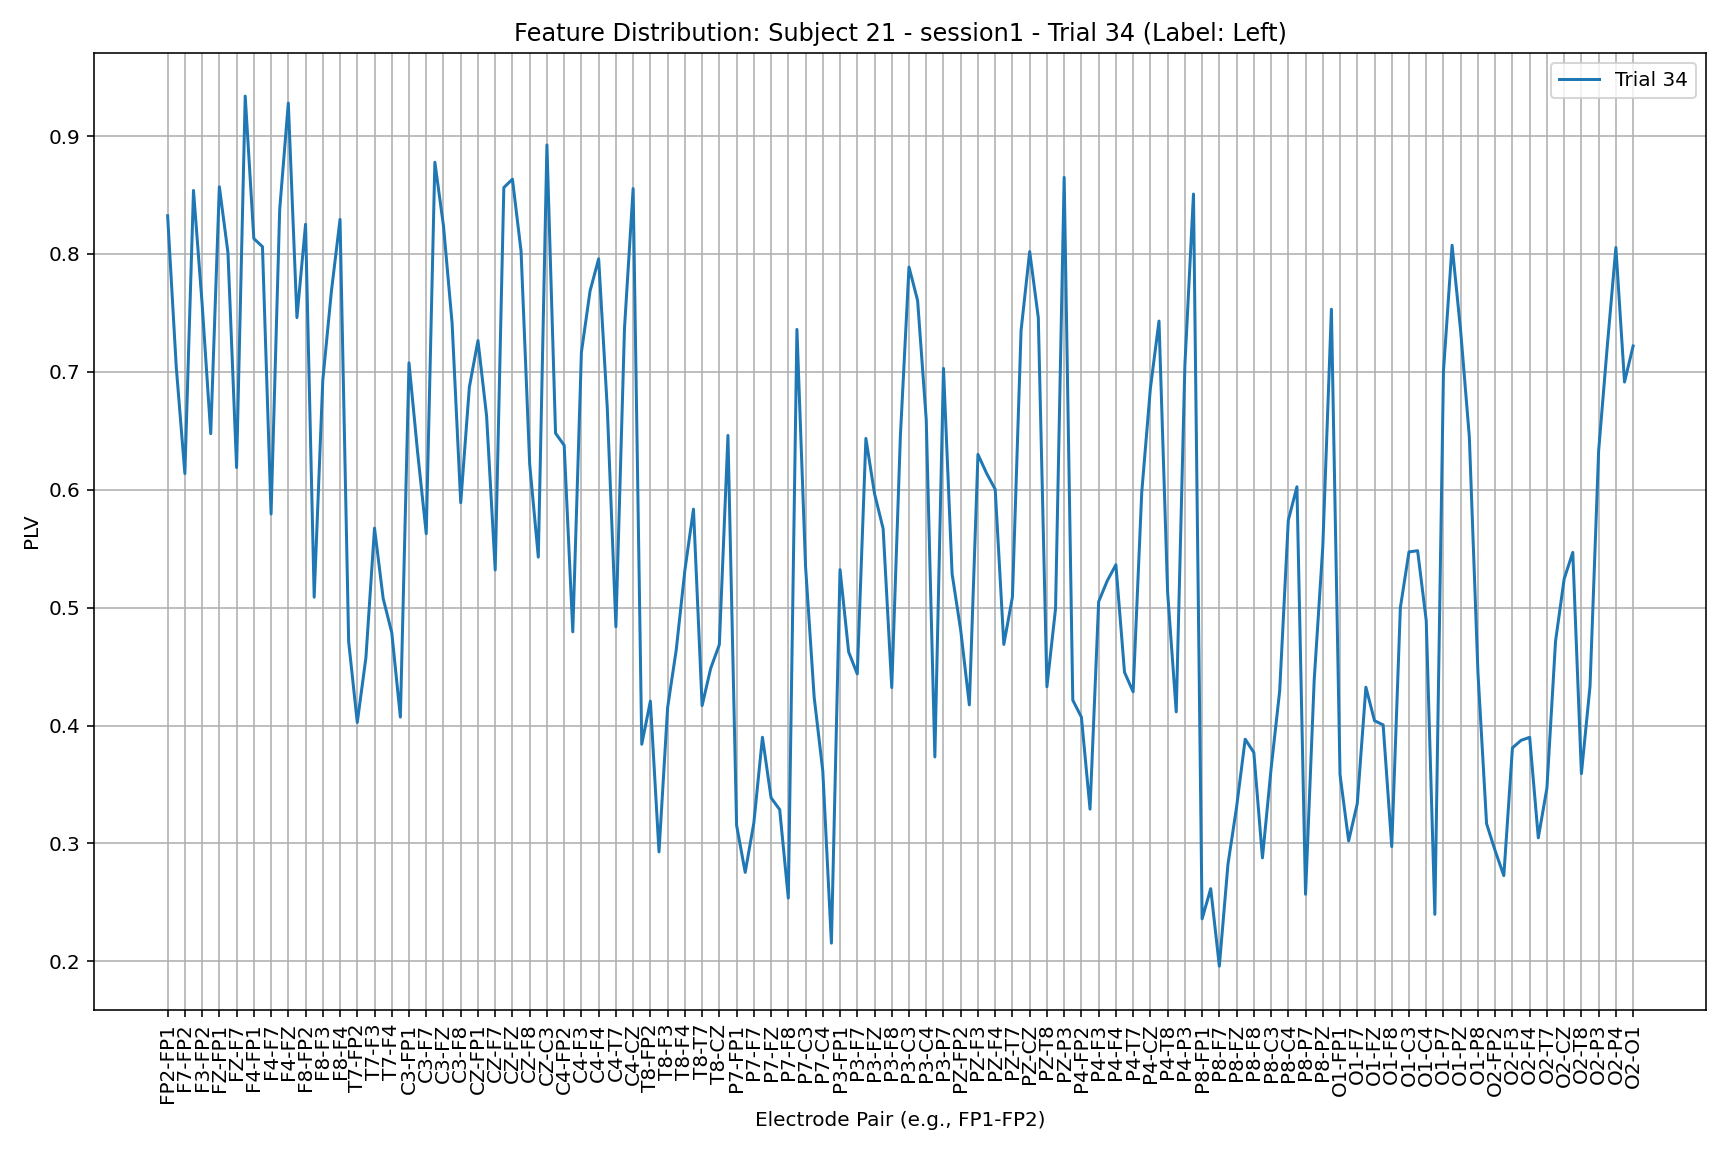 Feature Distribution: Subject 21 - session1 - Trial 34 (Label: Left)
Trial 34
PLV
0.9
0.8
0.7
0.6
0.5
0.4
0.3
0.2
FP2-FP1
F7-FP2
F3-FP2
FZ-FP1
FZ-F7
F4-FP1
F4-F7
F4-FZ
F8-FP2
F8-F3
F8-F4
T7-FP2
T7-F3
T7-F4
C3-FP1
C3-F7
C3-FZ
C3-F8
CZ-FP1
CZ-F7
CZ-FZ
CZ-F8
CZ-C3
C4-FP2
C4-F3
C4-F4
C4-T7
C4-CZ
T8-FP2
T8-F3
T8-F4
T8-T7
T8-CZ
P7-FP1
P7-F7
P7-FZ
P7-F8
P7-C3
P7-C4
P3-FP1
P3-F7
P3-FZ
P3-F8
P3-C3
P3-C4
P3-P7
PZ-FP2
PZ-F3
PZ-F4
PZ-T7
PZ-CZ
PZ-T8
PZ-P3
P4-FP2
P4-F3
P4-F4
P4-T7
P4-CZ
P4-T8
P4-P3
P8-FP1
P8-F7
P8-FZ
P8-F8
P8-C3
P8-C4
P8-P7
P8-PZ
O1-FP1
O1-F7
O1-FZ
O1-F8
O1-C3
O1-C4
O1-P7
O1-PZ
O1-P8
O2-FP2
O2-F3
O2-F4
O2-T7
O2-CZ
O2-T8
O2-P3
O2-P4
O2-O1
Electrode Pair (e.g., FP1-FP2)